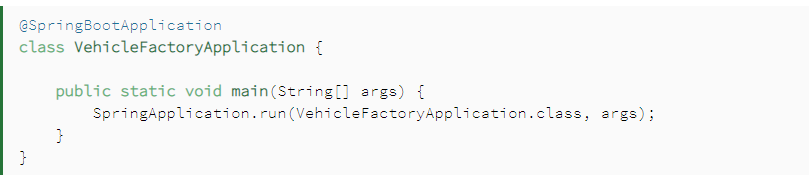 @SpringBootApplication
class VehicleFactoryApplication {
public static void main(String[] args) {
SpringApplication.run(VehicleFactoryApplication.class, args);
}
}